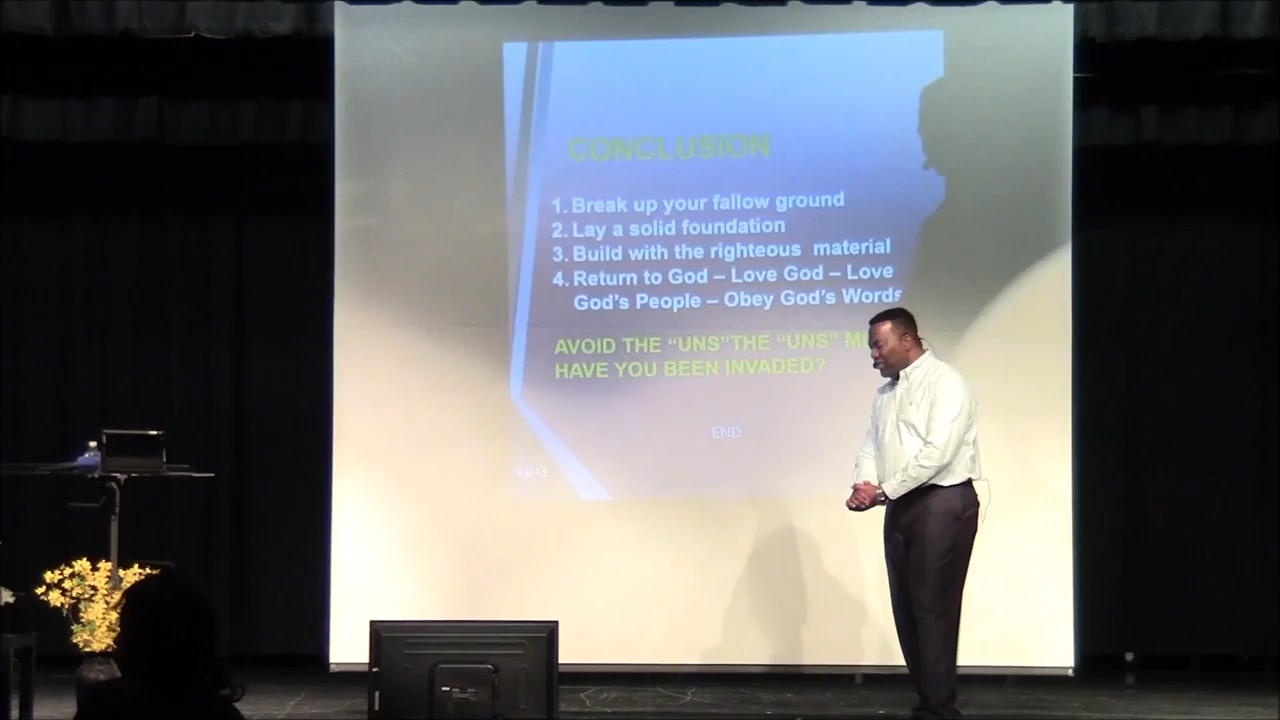 CONCLUSION
1. Break up your fallow ground
2. Lay a solid foundation
3. Build with the righteous material
4. Return to God – Love God – Love
God's People – Obey God's Words
AVOID THE “UNS”THE “UNS”
HAVE YOU BEEN INVADED?
END
13/13